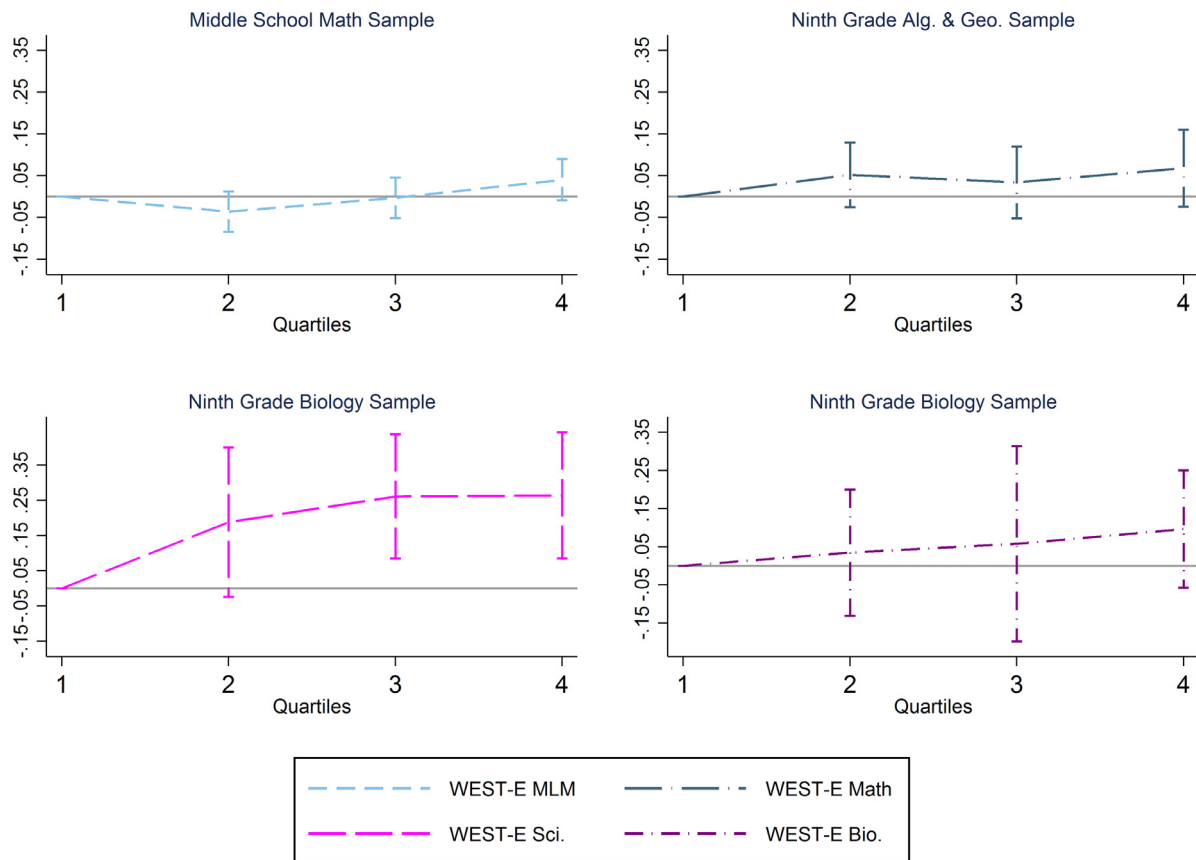 Middle School Math Sample
.35
.25
.15
.05
-.05
-.15
1 2 3 4
Quartiles
Ninth Grade Alg. & Geo. Sample
.35
.25
.15
.05
-.05
-.15
1 2 3 4
Quartiles
Ninth Grade Biology Sample
.35
.25
.15
.05
-.05
-.15
1 2 3 4
Quartiles
Ninth Grade Biology Sample
.35
.25
.15
.05
-.05
-.15
1 2 3 4
Quartiles
WEST-E MLM
WEST-E Math
WEST-E Sci.
WEST-E Bio.